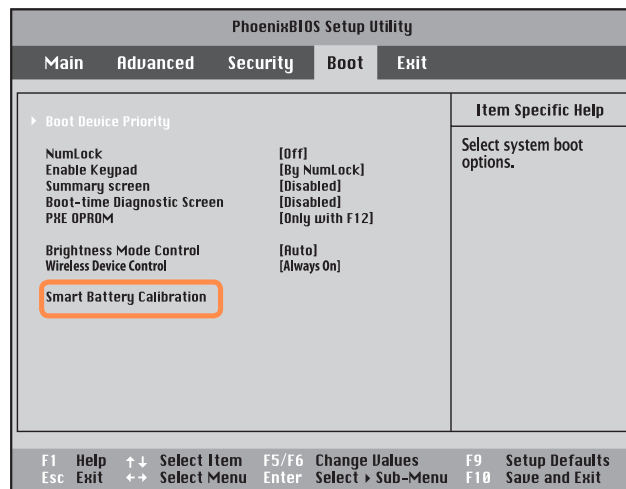 PhoenixBIOS Setup Utility
Main Advanced Security Boot Exit
Item Specific Help
▸ Boot Device Priority
Select system boot
options.
NumLock [Off]
Enable Keypad [By NumLock]
Summary screen [Disabled]
Boot-time Diagnostic Screen [Disabled]
PXE OPROM [Only with F12]
Brightness Mode Control [Auto]
Wireless Device Control [Always On]
Smart Battery Calibration
F1 Help ↑↓ Select Item F5/F6 Change Values F9 Setup Defaults
Esc Exit ←→ Select Menu Enter Select ▸ Sub-Menu F10 Save and Exit